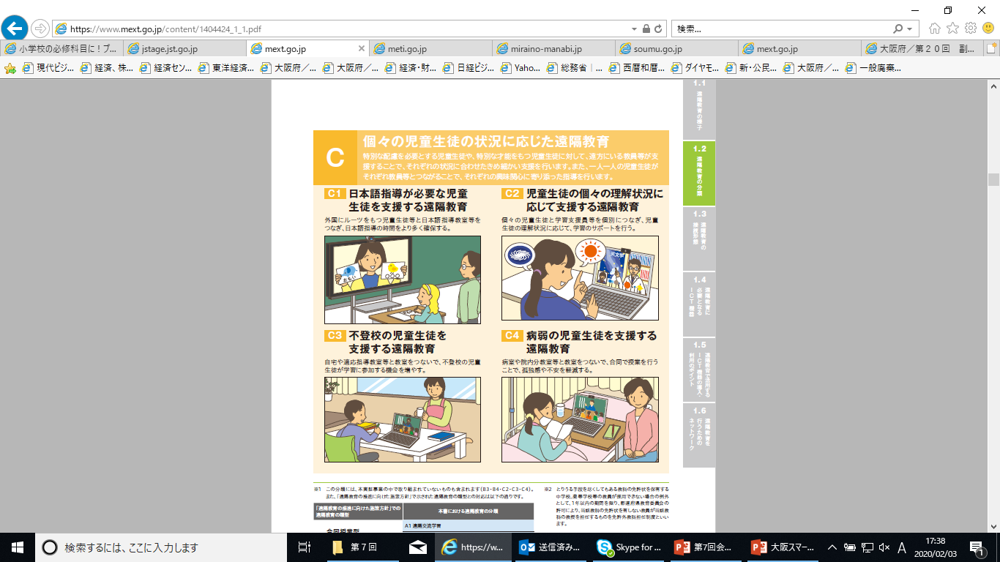 https://www.mext.go.jp/content/1404424_1_1.pdf
検索...
小学校の必修科目に！プ...
jstage.jst.go.jp
mext.go.jp
meti.go.jp
miraino-manabi.jp
soumu.go.jp
mext.go.jp
大阪府／第２０回　副...
現代ビジ...
経済、株...
経済セン...
東洋経済...
大阪府／...
大阪府／...
経済・財...
日経ビジ...
Yaho...
総務省｜...
西暦和暦...
ダイヤモ...
新・公民...
大阪府／...
一般廃棄...
C
個々の児童生徒の状況に応じた遠隔教育
特別な配慮を必要とする児童生徒や、特別な才能をもつ児童生徒に対して、遠方にいる教員等が支
援することで、それぞれの状況に合わせたきめ細かい支援を行います。また、一人一人の児童生徒が
それぞれ教員等とつながることで、それぞれの興味関心に寄り添った指導を行います。
C1 日本語指導が必要な児童
生徒を支援する遠隔教育
外国にルーツをもつ児童生徒等と日本語指導教室等を
つなぎ、日本語指導の時間をより多く確保する。
おもい
C2 児童生徒の個々の理解状況に
応じて支援する遠隔教育
個々の児童生徒と学習支援員等を個別につなぎ、児童
生徒の理解状況に応じて、学習のサポートを行う。
天文学
C3 不登校の児童生徒を
支援する遠隔教育
自宅や適応指導教室等と教室をつないで、不登校の児童
生徒が学習に参加する機会を増やす。
C4 病弱の児童生徒を支援する
遠隔教育
病室や院内分教室等と教室をつないで、合同で授業を行う
ことで、孤独感や不安を軽減する。
※1　この分類には、本実証事業の中で取り組まれていないものも含まれます（B3・B4・C2・C3・C4）。
また、「遠隔教育の推進に向けた施策方針」で示された遠隔教育の類型との対応は以下の通りです。
「遠隔教育の推進に向けた施策方針」での
遠隔教育の類型
本書における遠隔教育の分類
合同授業型
A1 遠隔交流学習
※2　とりうる手段を尽くしてもある教科の免許状を保有する
中学校、高等学校等の教員が採用できない場合の例外
として、1年以内の期間を限り、都道府県教育委員会の
許可により、当該教科の免許状を有しない教員が当該教
科の教授を担任するものを免許外教科担任制度といい
ます。
1.1
遠隔教育の様子
1.2
遠隔教育の分類
1.3
遠隔教育の
接続形態
1.4
遠隔教育に
必要となる
ICT機器
1.5
遠隔教育で活用する
ICT機器の導入・
利用のポイント
1.6
遠隔教育を
行うための
ネットワーク
検索するには、ここに入力します
第７回
https://w...
送信済み...
Skype for ...
第7回会...
大阪スマー...
A
17:38
2020/02/03
1